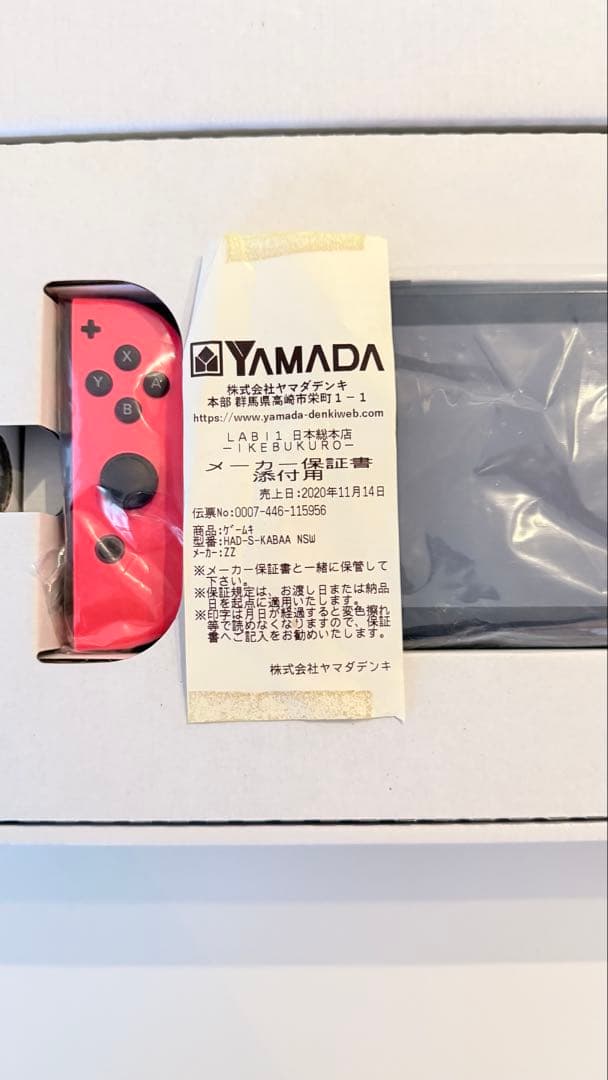 X
Y
A
B
YAMADA
株式会社ヤマダデンキ
本部 群馬県高崎市栄町1-1
https://www.yamada-denkiweb.com
LABI1 日本総本店
-IKEBUKURO-
メーカー保証書
添付用
売上日:2020年11月14日
伝票No:0007-446-115956
商品:ｹﾞｰﾑｷ
型番:HAD-S-KABAA NSW
ﾒｰｶｰ:ZZ
※メーカー保証書と一緒に保管して
下さい。
※保証規定は、お渡し日または納品
日を起点に適用いたします。
※印字は月日が経過すると変色擦れ
等で読めなくなりますので、保証
書へご記入をお勧めいたします。
株式会社ヤマダデンキ